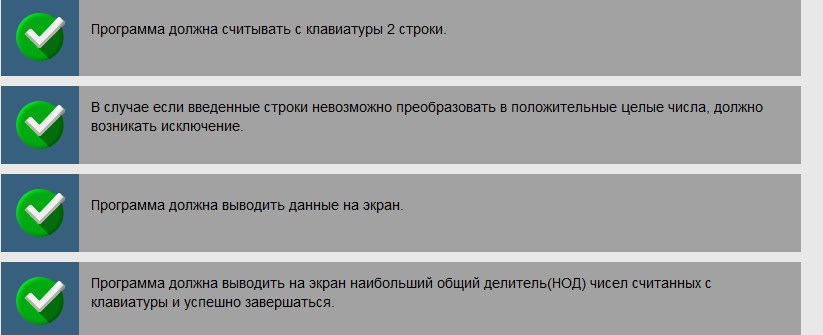 Программа должна считывать с клавиатуры 2 строки.
В случае если введенные строки невозможно преобразовать в положительные целые числа, должно
возникать исключение.
Программа должна выводить данные на экран.
Программа должна выводить на экран наибольший общий делитель(НОД) чисел считанных с
клавиатуры и успешно завершаться.